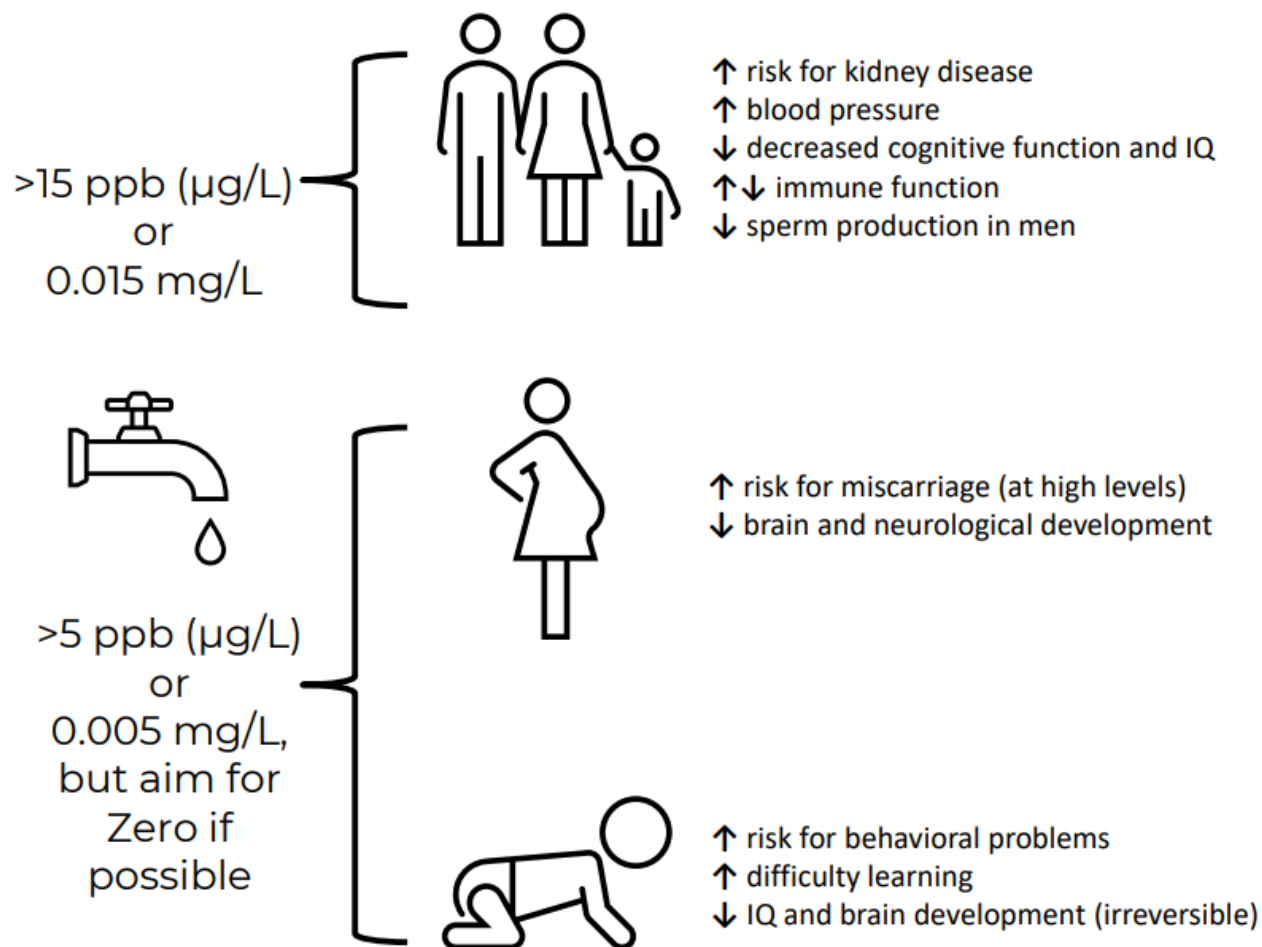 >15 ppb (µg/L)
or
0.015 mg/L
↑ risk for kidney disease
↑ blood pressure
↓ decreased cognitive function and IQ
↑↓ immune function
↓ sperm production in men
>5 ppb (µg/L)
or
0.005 mg/L,
but aim for
Zero if
possible
↑ risk for miscarriage (at high levels)
↓ brain and neurological development
↑ risk for behavioral problems
↑ difficulty learning
↓ IQ and brain development (irreversible)